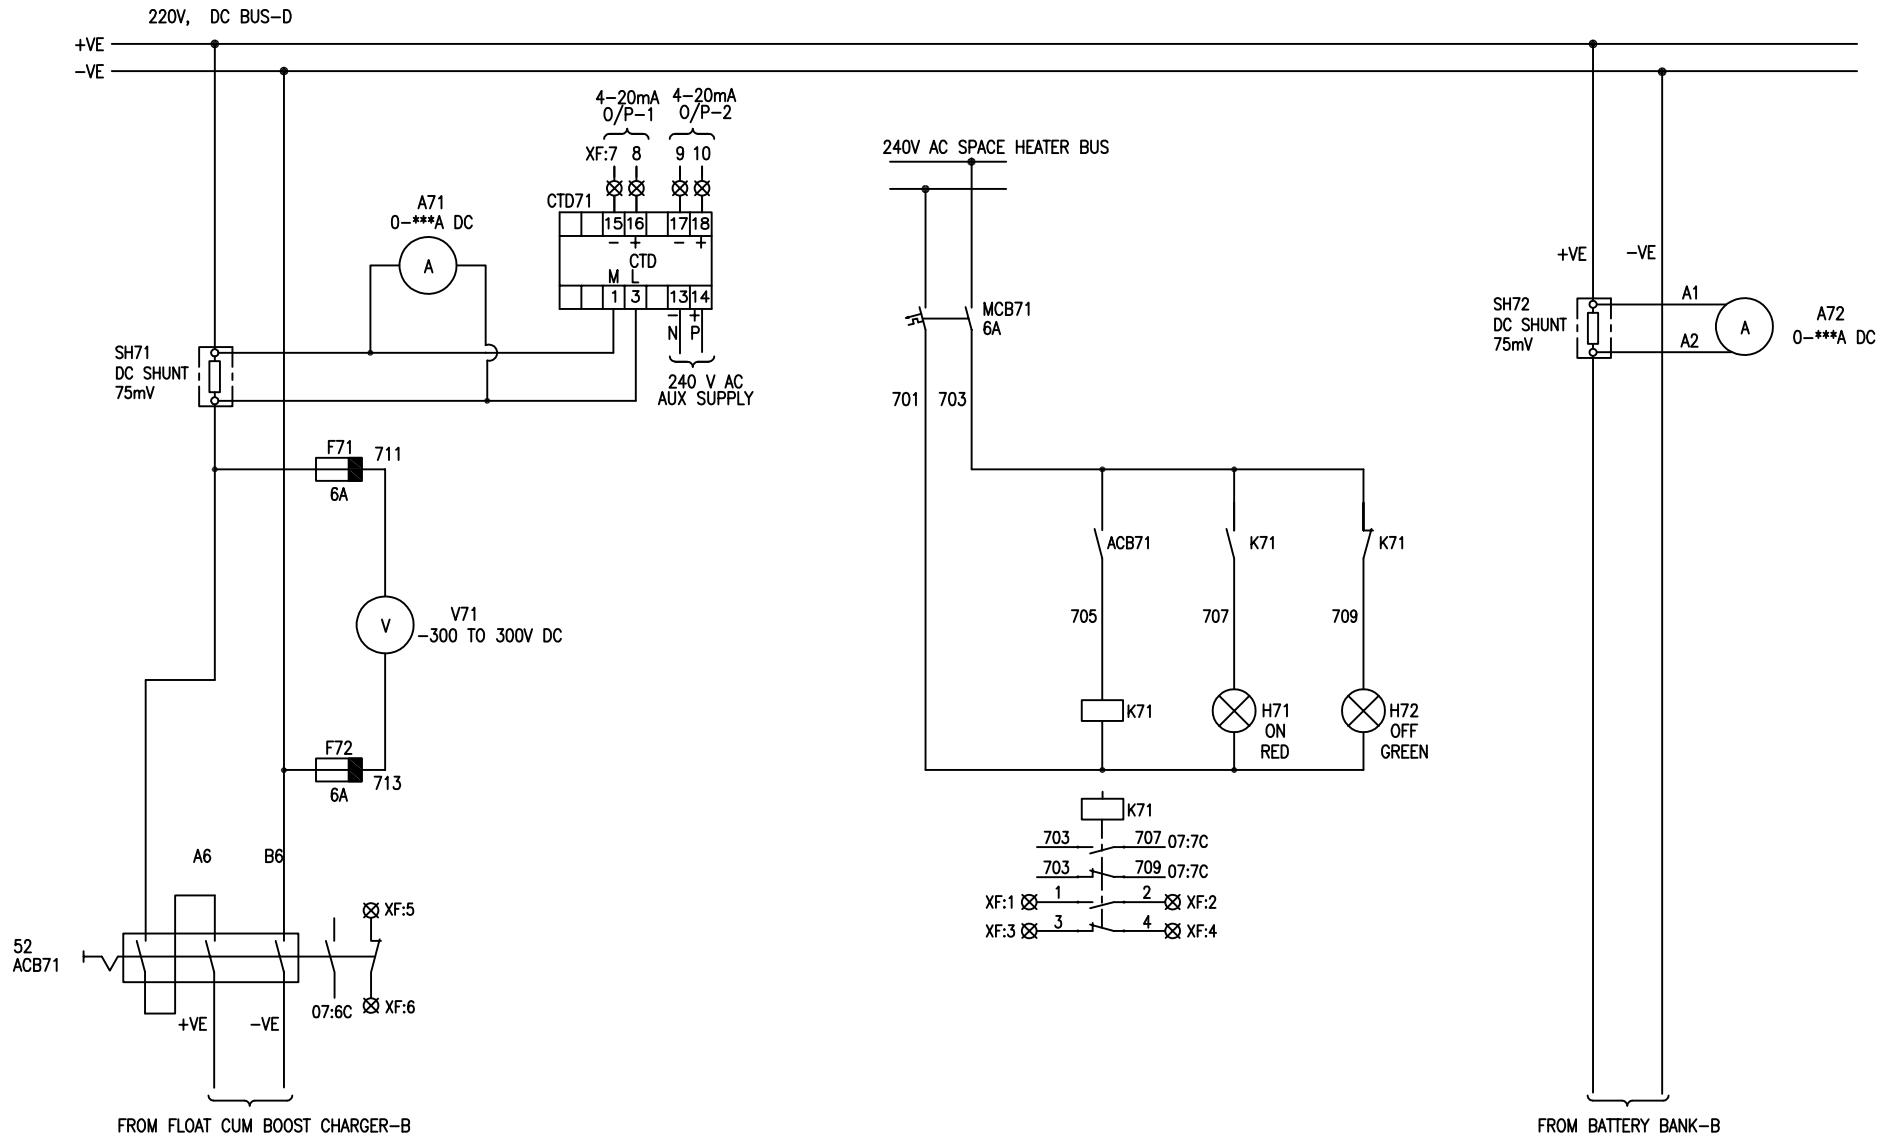 220V, DC BUS-D
+VE
-VE
4-20mA
O/P-1
4-20mA
O/P-2
XF:7 8 9 10
CTD71
15 16 17 18
- + - +
CTD
M L
1 3 13 14
- +
N P
240 V AC
AUX SUPPLY
A71
0-***A DC
A
SH71
DC SHUNT
75mV
F71
711
6A
V
V71
-300 TO 300V DC
F72
713
6A
A6
B6
XF:5
52
ACB71
07:6C
XF:6
+VE
-VE
FROM FLOAT CUM BOOST CHARGER-B
240V AC SPACE HEATER BUS
MCB71
6A
701 703
ACB71
K71
K71
705
707
709
K71
H71
ON
RED
H72
OFF
GREEN
K71
703 707 07:7C
703 709 07:7C
XF:1 1 2 XF:2
XF:3 3 4 XF:4
+VE
-VE
SH72
DC SHUNT
75mV
A1
A2
A
A72
0-***A DC
FROM BATTERY BANK-B